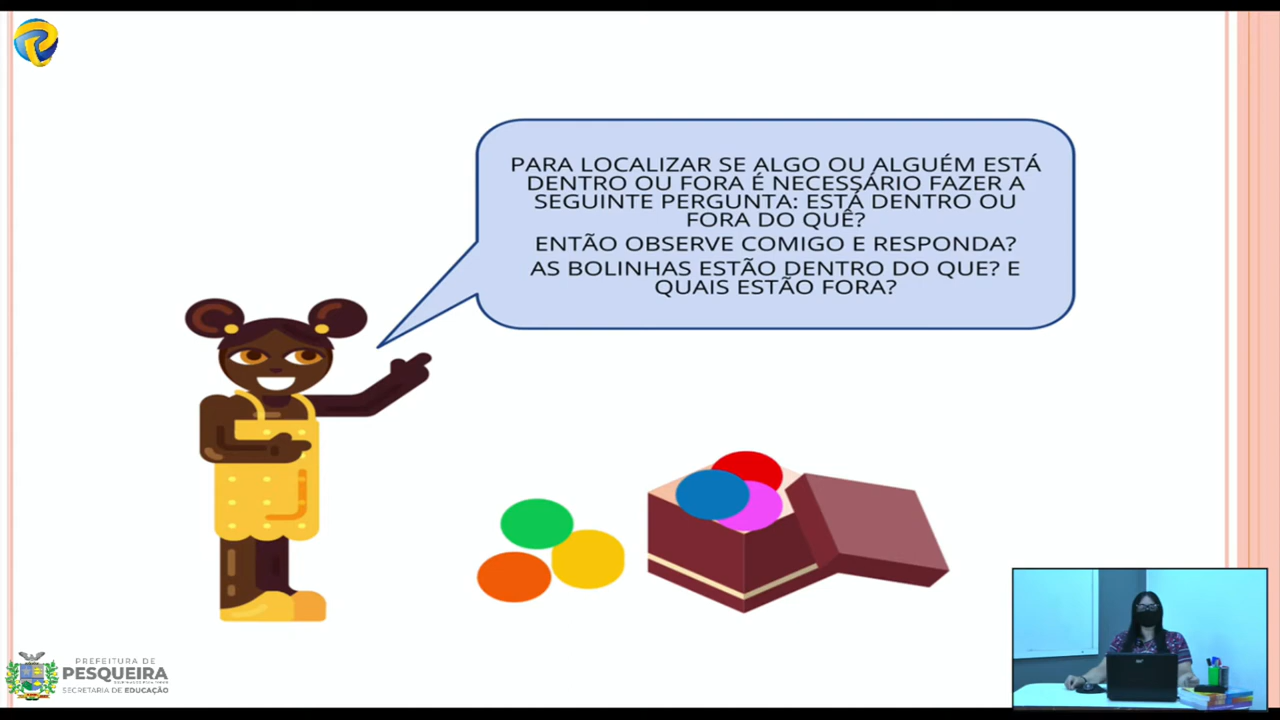 PARA LOCALIZAR SE ALGO OU ALGUÉM ESTÁ
DENTRO OU FORA É NECESSÁRIO FAZER A
SEGUINTE PERGUNTA: ESTÁ DENTRO OU
FORA DO QUÊ?
ENTÃO OBSERVE COMIGO E RESPONDA?
AS BOLINHAS ESTÃO DENTRO DO QUE? E
QUAIS ESTÃO FORA?
PREFEITURA DE
PESQUEIRA
SECRETARIA DE EDUCAÇÃO